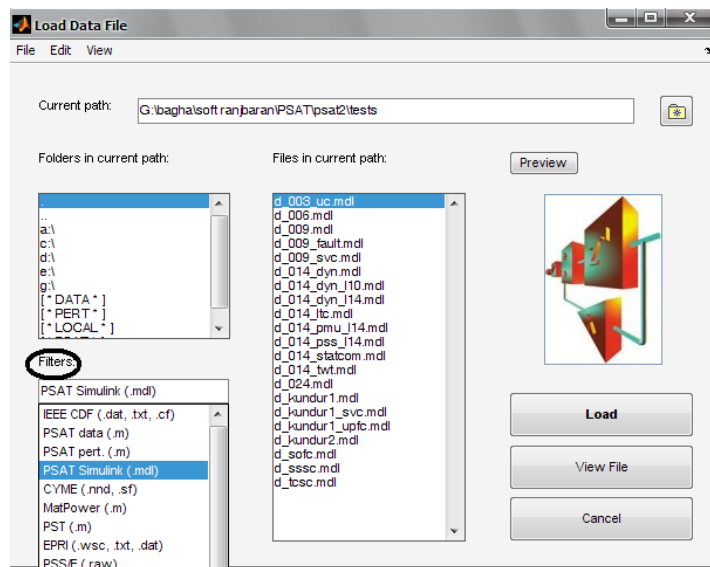 Load Data File
File Edit View
Current path:
G:\bagha\soft ranjbaran\PSAT\psat2\tests
Folders in current path:
Files in current path:
Preview
.
..
a:\
c:\
d:\
e:\
g:\
[ * DATA * ]
[ * PERT * ]
[ * LOCAL * ]
d_003_uc.mdl
d_006.mdl
d_009.mdl
d_009_fault.mdl
d_009_svc.mdl
d_014_dyn.mdl
d_014_dyn_l10.mdl
d_014_dyn_l14.mdl
d_014_ltc.mdl
d_014_pmu_l14.mdl
d_014_pss_l14.mdl
d_014_statcom.mdl
d_014_twt.mdl
d_024.mdl
d_kundur1.mdl
d_kundur1_svc.mdl
d_kundur1_upfc.mdl
d_kundur2.mdl
d_sofc.mdl
d_sssc.mdl
d_tcsc.mdl
Filters:
PSAT Simulink (.mdl)
IEEE CDF (.dat, .txt, .cf)
PSAT data (.m)
PSAT pert. (.m)
PSAT Simulink (.mdl)
CYME (.nnd, .sf)
MatPower (.m)
PST (.m)
EPRI (.wsc, .txt, .dat)
PSS/E (.raw)
Load
View File
Cancel